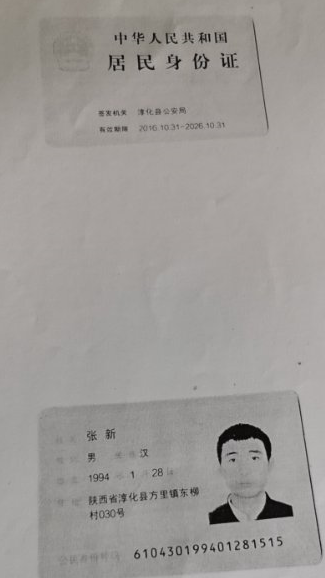 中华人民共和国
居民身份证
签发机关 淳化县公安局
有效期限 2016.10.31-2026.10.31
张新
男 汉
1994 1 28
陕西省淳化县方里镇东柳
村030号
610430199401281515